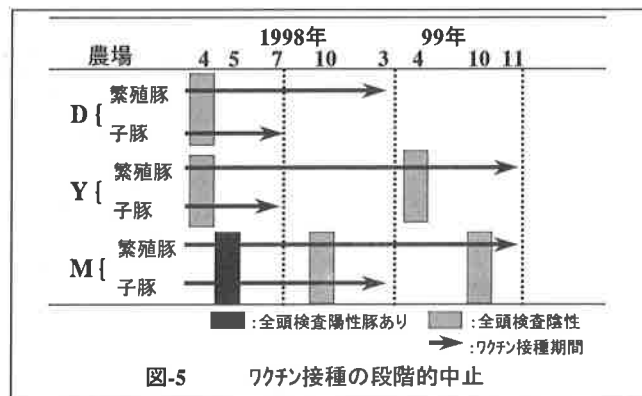 1998年 99年
農場 4 5 7 10 3 4 10 11
繁殖豚
D {
子豚
繁殖豚
Y {
子豚
繁殖豚
M {
子豚
:全頭検査陽性豚あり :全頭検査陰性
:ワクチン接種期間
図-5 ワクチン接種の段階的中止